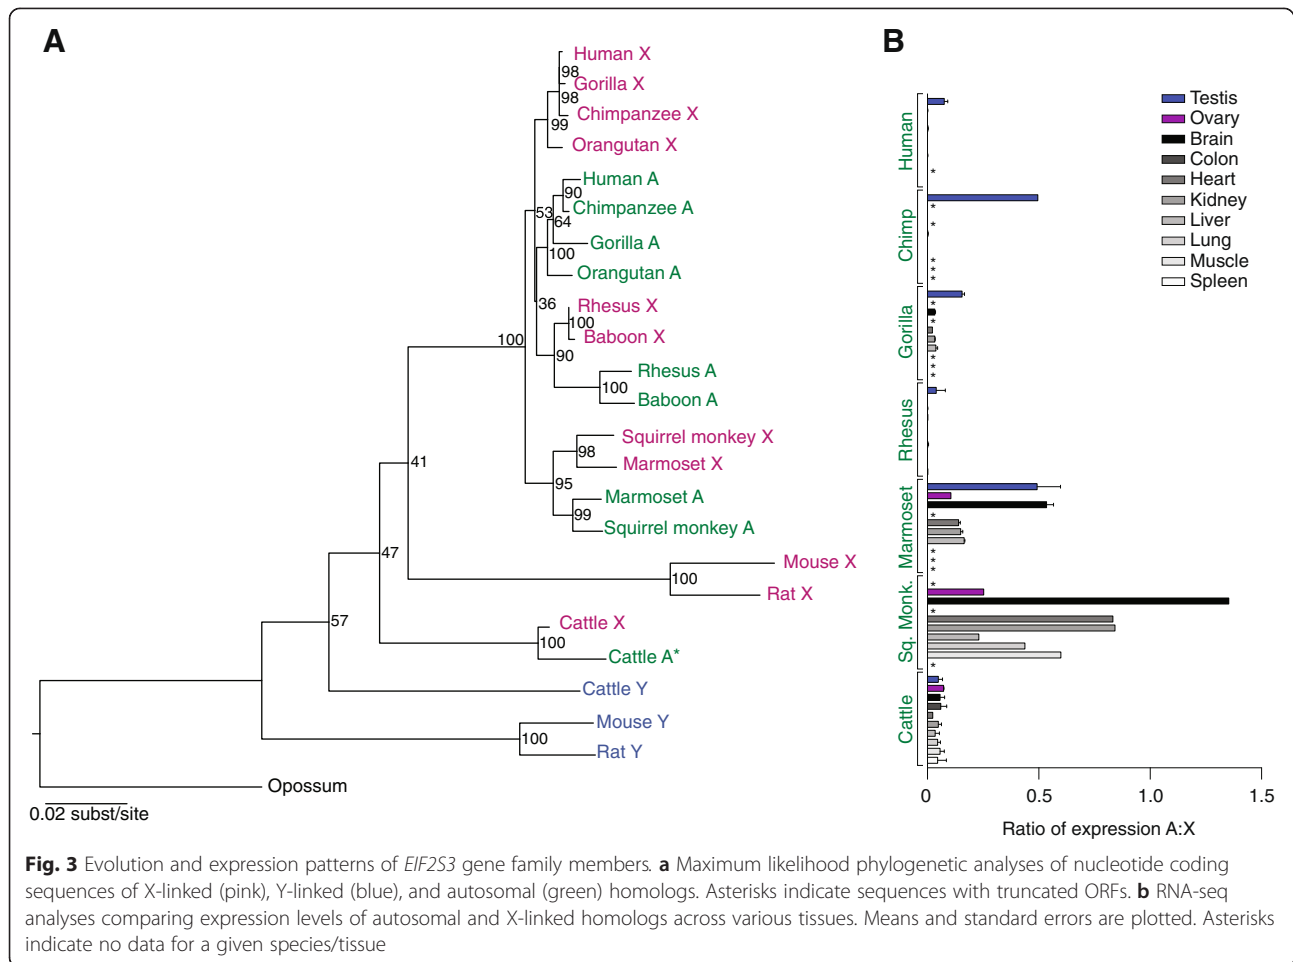 A
Human X
98
Gorilla X
98
Chimpanzee X
99
Orangutan X
Human A
90
Chimpanzee A
53
64
Gorilla A
100
Orangutan A
36
Rhesus X
100
Baboon X
100
90
Rhesus A
100
Baboon A
Squirrel monkey X
98
Marmoset X
41
95
Marmoset A
99
Squirrel monkey A
47
Mouse X
100
Rat X
57
Cattle X
100
Cattle A*
Cattle Y
Mouse Y
100
Rat Y
Opossum
0.02 subst/site
B
Human
*
Chimp
*
*
*
*
*
Gorilla
*
*
*
*
*
Rhesus
Marmoset
*
*
*
*
Sq. Monk.
*
*
*
Cattle
Testis
Ovary
Brain
Colon
Heart
Kidney
Liver
Lung
Muscle
Spleen
0 0.5 1.0 1.5
Ratio of expression A:X
Fig. 3 Evolution and expression patterns of EIF2S3 gene family members. a Maximum likelihood phylogenetic analyses of nucleotide coding
sequences of X-linked (pink), Y-linked (blue), and autosomal (green) homologs. Asterisks indicate sequences with truncated ORFs. b RNA-seq
analyses comparing expression levels of autosomal and X-linked homologs across various tissues. Means and standard errors are plotted. Asterisks
indicate no data for a given species/tissue